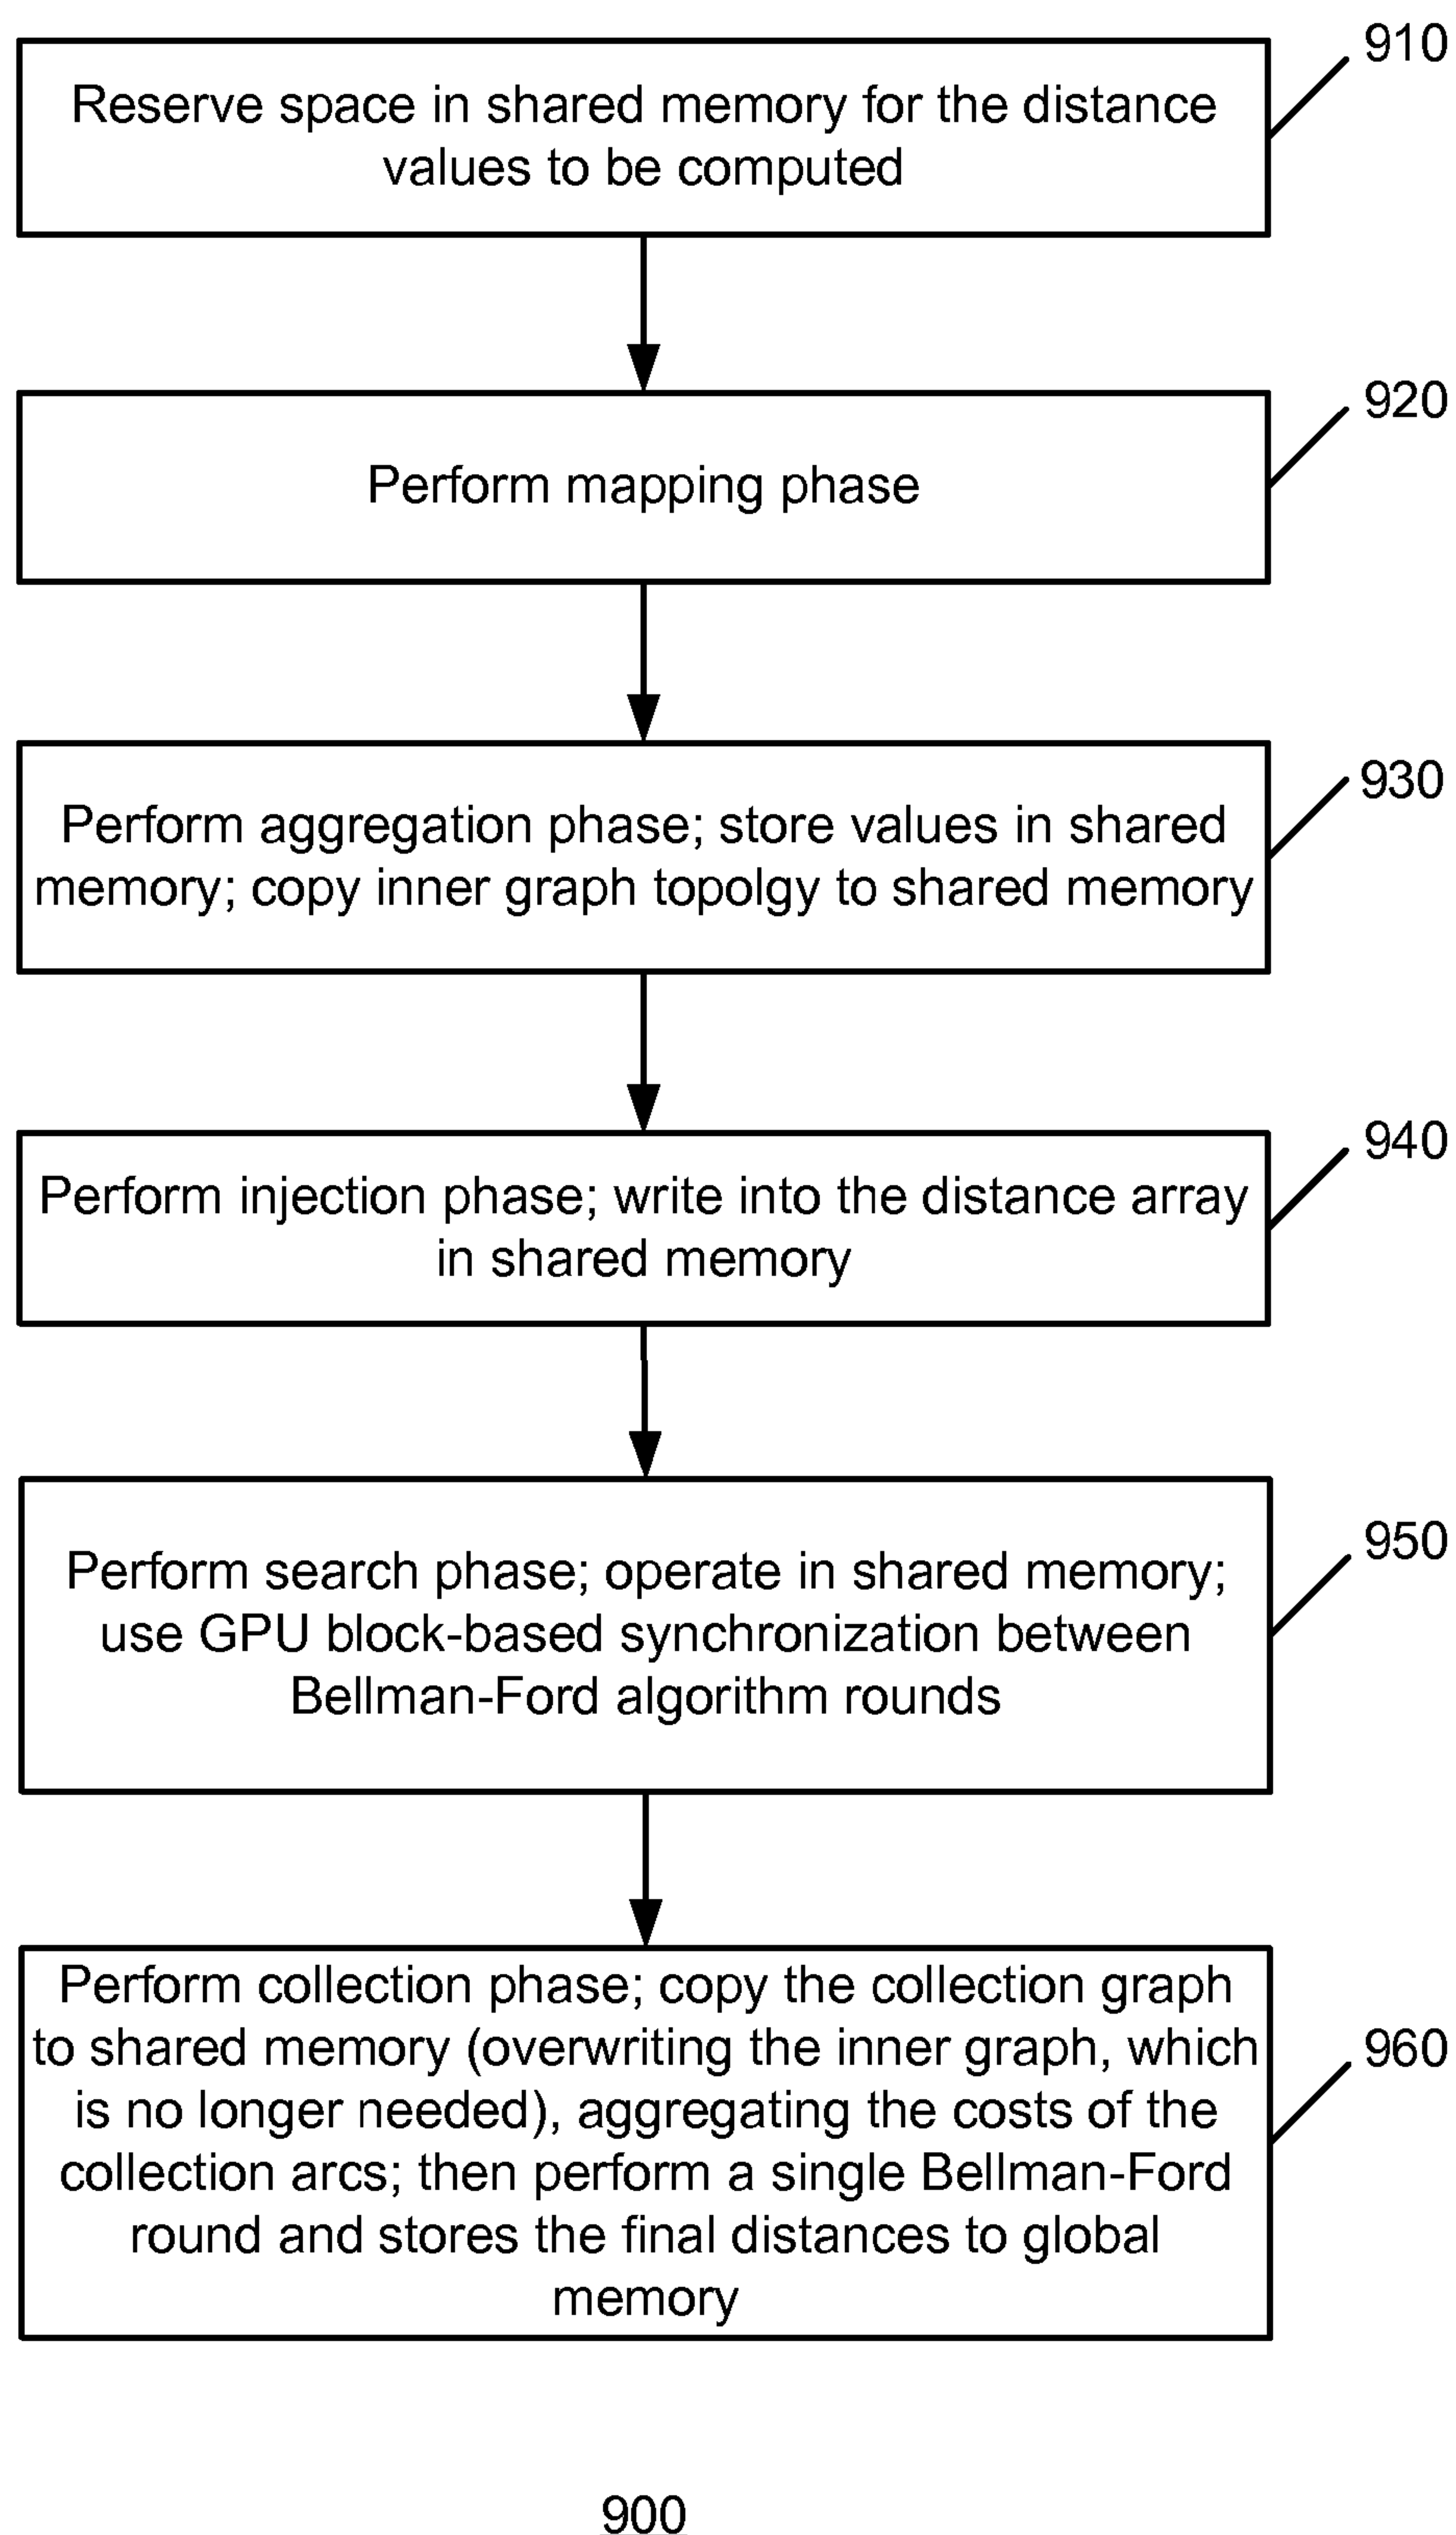 910
Reserve space in shared memory for the distance
values to be computed
920
Perform mapping phase
930
Perform aggregation phase; store values in shared
memory; copy inner graph topolgy to shared memory
940
Perform injection phase; write into the distance array
in shared memory
950
Perform search phase; operate in shared memory;
use GPU block-based synchronization between
Bellman-Ford algorithm rounds
960
Perform collection phase; copy the collection graph
to shared memory (overwriting the inner graph, which
is no longer needed), aggregating the costs of the
collection arcs; then perform a single Bellman-Ford
round and stores the final distances to global
memory
900